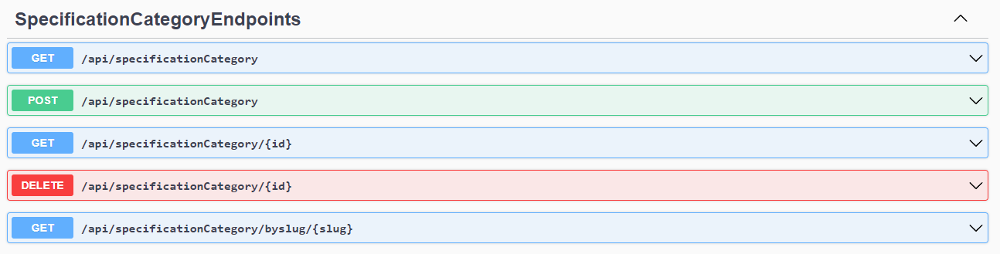 SpecificationCategoryEndpoints
GET /api/specificationCategory
POST /api/specificationCategory
GET /api/specificationCategory/{id}
DELETE /api/specificationCategory/{id}
GET /api/specificationCategory/byslug/{slug}